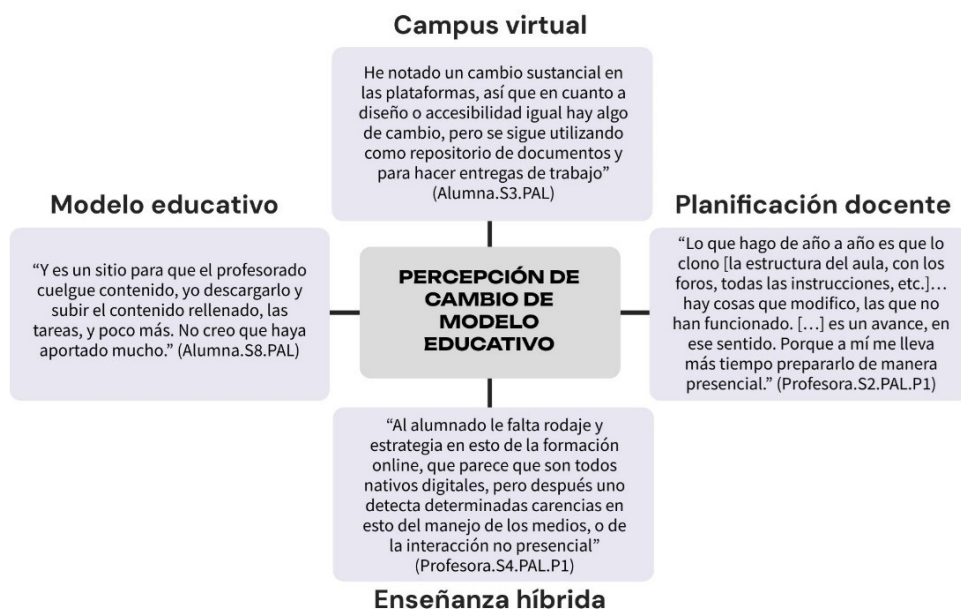 Campus virtual
He notado un cambio sustancial en
las plataformas, así que en cuanto a
diseño o accesibilidad igual hay algo
de cambio, pero se sigue utilizando
como repositorio de documentos y
para hacer entregas de trabajo”
(Alumna.S3.PAL)
Modelo educativo
“Y es un sitio para que el profesorado
cuelgue contenido, yo descargarlo y
subir el contenido rellenado, las
tareas, y poco más. No creo que haya
aportado mucho.” (Alumna.S8.PAL)
PERCEPCIÓN DE
CAMBIO DE
MODELO
EDUCATIVO
Planificación docente
“Lo que hago de año a año es que lo
clono [la estructura del aula, con los
foros, todas las instrucciones, etc.]…
hay cosas que modifico, las que no
han funcionado. […] es un avance, en
ese sentido. Porque a mí me lleva
más tiempo prepararlo de manera
presencial.” (Profesora.S2.PAL.P1)
“Al alumnado le falta rodaje y
estrategia en esto de la formación
online, que parece que son todos
nativos digitales, pero después uno
detecta determinadas carencias en
esto del manejo de los medios, o de
la interacción no presencial”
(Profesora.S4.PAL.P1)
Enseñanza híbrida